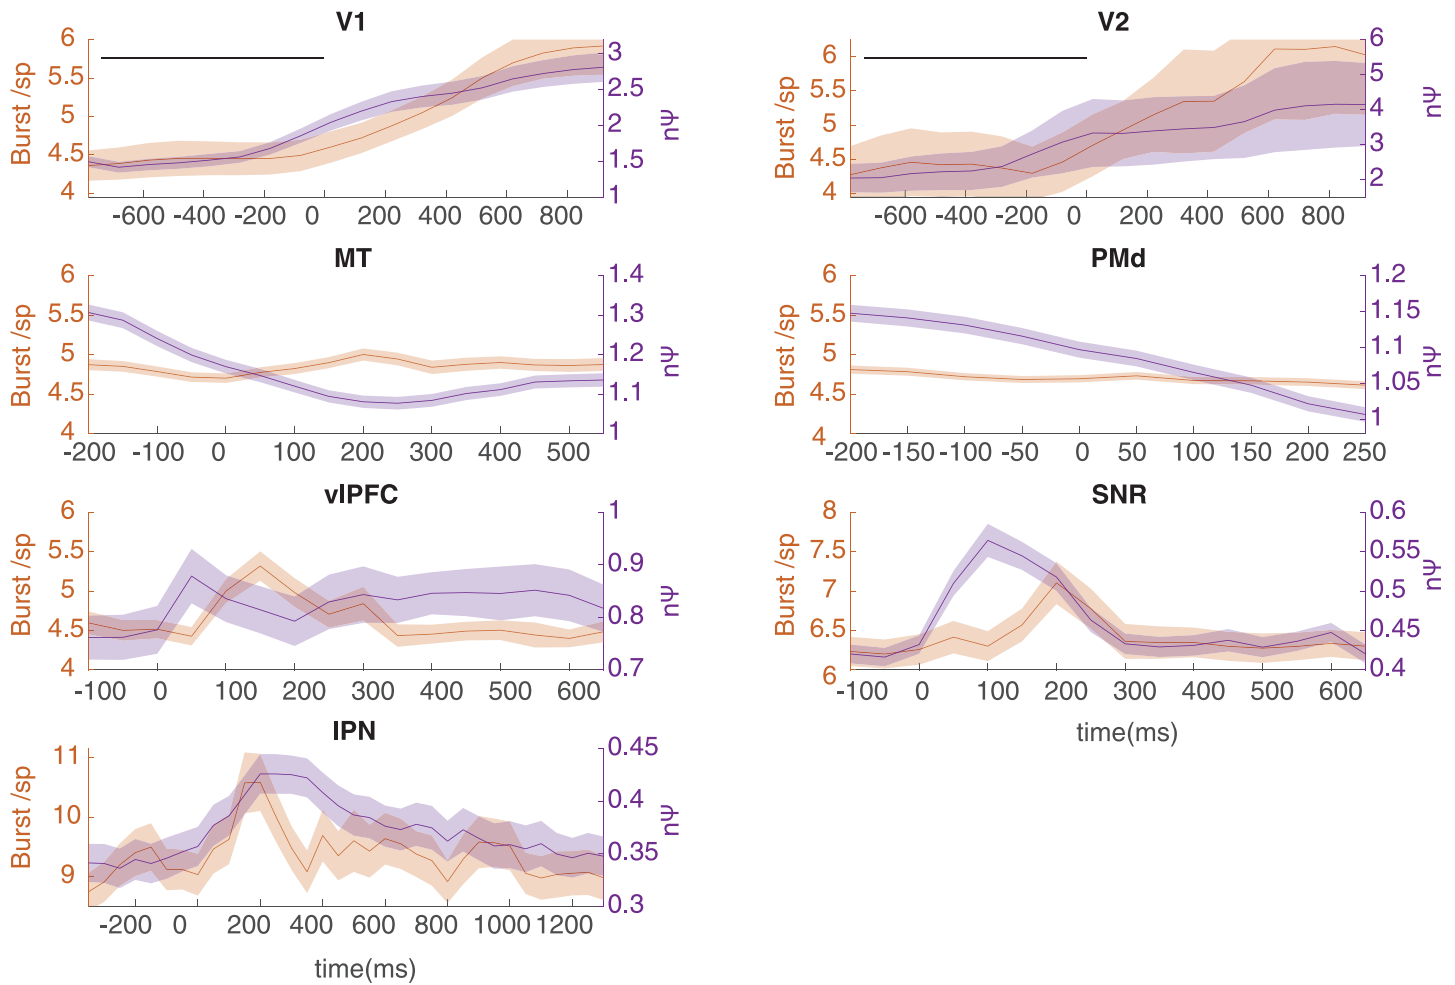 V1
Burst /sp
6
5.5
5
4.5
4
3
2.5
2
1.5
1
nΨ
-600 -400 -200 0 200 400 600 800
V2
Burst /sp
6
5.5
5
4.5
4
6
5
4
3
2
nΨ
-600 -400 -200 0 200 400 600 800
MT
Burst /sp
6
5.5
5
4.5
4
1.4
1.3
1.2
1.1
1
nΨ
-200 -100 0 100 200 300 400 500
PMd
Burst /sp
6
5.5
5
4.5
4
1.2
1.15
1.1
1.05
1
nΨ
-200 -150 -100 -50 0 50 100 150 200 250
vlPFC
Burst /sp
6
5.5
5
4.5
4
1
0.9
0.8
0.7
nΨ
-100 0 100 200 300 400 500 600
SNR
Burst /sp
8
7.5
7
6.5
6
0.6
0.55
0.5
0.45
0.4
nΨ
-100 0 100 200 300 400 500 600
time(ms)
IPN
Burst /sp
11
10
9
0.45
0.4
0.35
0.3
nΨ
-200 0 200 400 600 800 1000 1200
time(ms)